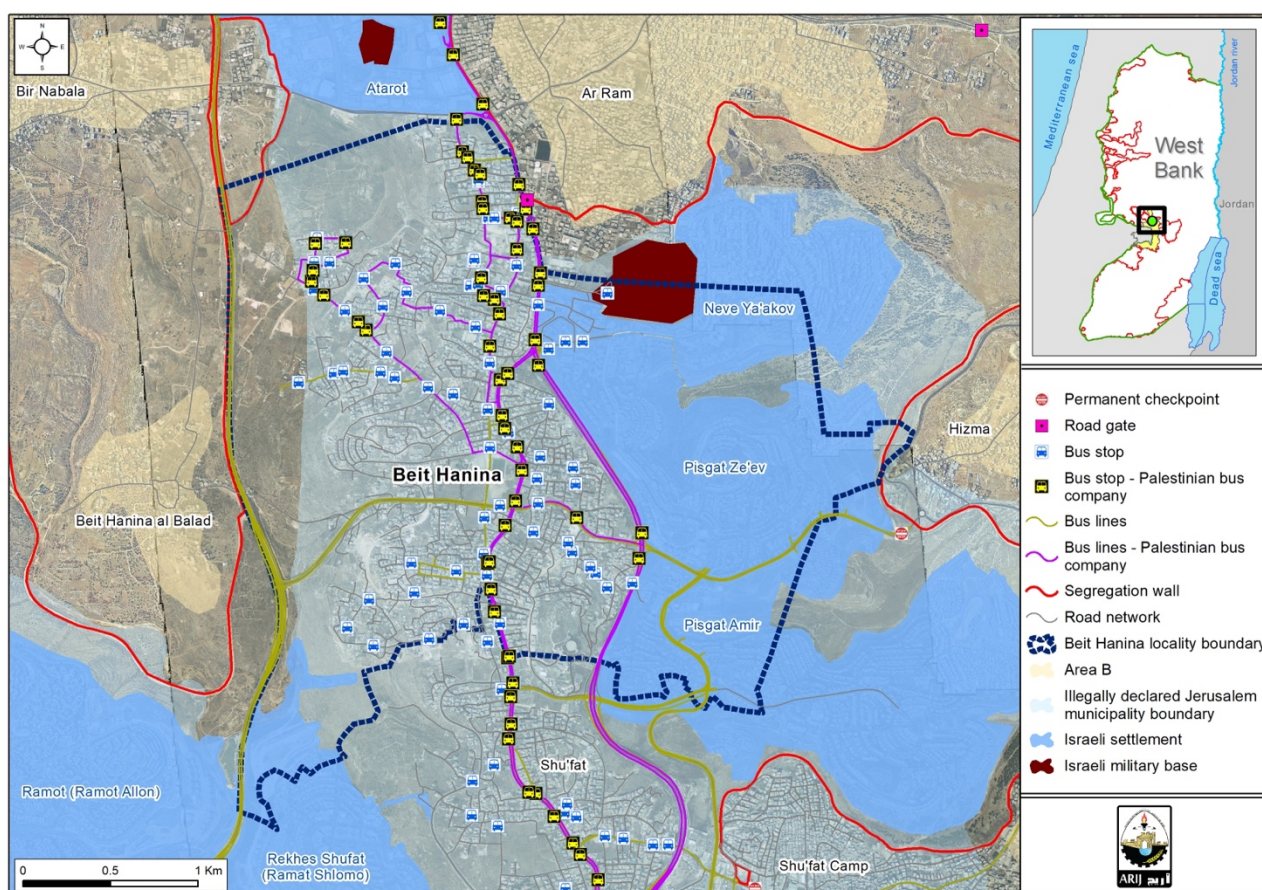 N
W
E
S
Bir Nabala
Atarot
Ar Ram
Neve Ya'akov
Pisgat Ze'ev
Hizma
Beit Hanina
Beit Hanina al Balad
Pisgat Amir
Shu'fat
Ramot (Ramot Allon)
Rekhes Shufat
(Ramat Shlomo)
Shu'fat Camp
0
0.5
1 Km
Mediterranean sea
Jordan river
West
Bank
Jordan
Dead sea
Permanent checkpoint
Road gate
Bus stop
Bus stop - Palestinian bus
company
Bus lines
Bus lines - Palestinian bus
company
Segregation wall
Road network
Beit Hanina locality boundary
Area B
Illegally declared Jerusalem
municipality boundary
Israeli settlement
Israeli military base
ARIJ أريج